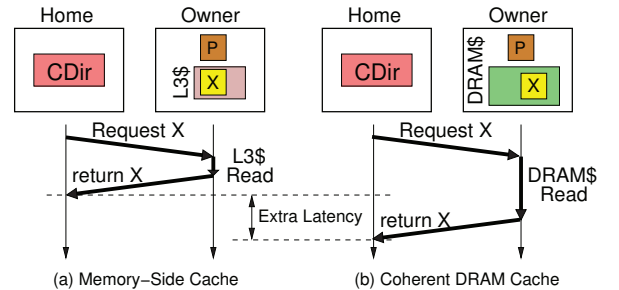 Home
Owner
CDir
P
L3$
X
Request X
L3$
Read
return X
Extra Latency
(a) Memory−Side Cache
Home
Owner
CDir
P
DRAM$
X
Request X
DRAM$
Read
return X
(b) Coherent DRAM Cache